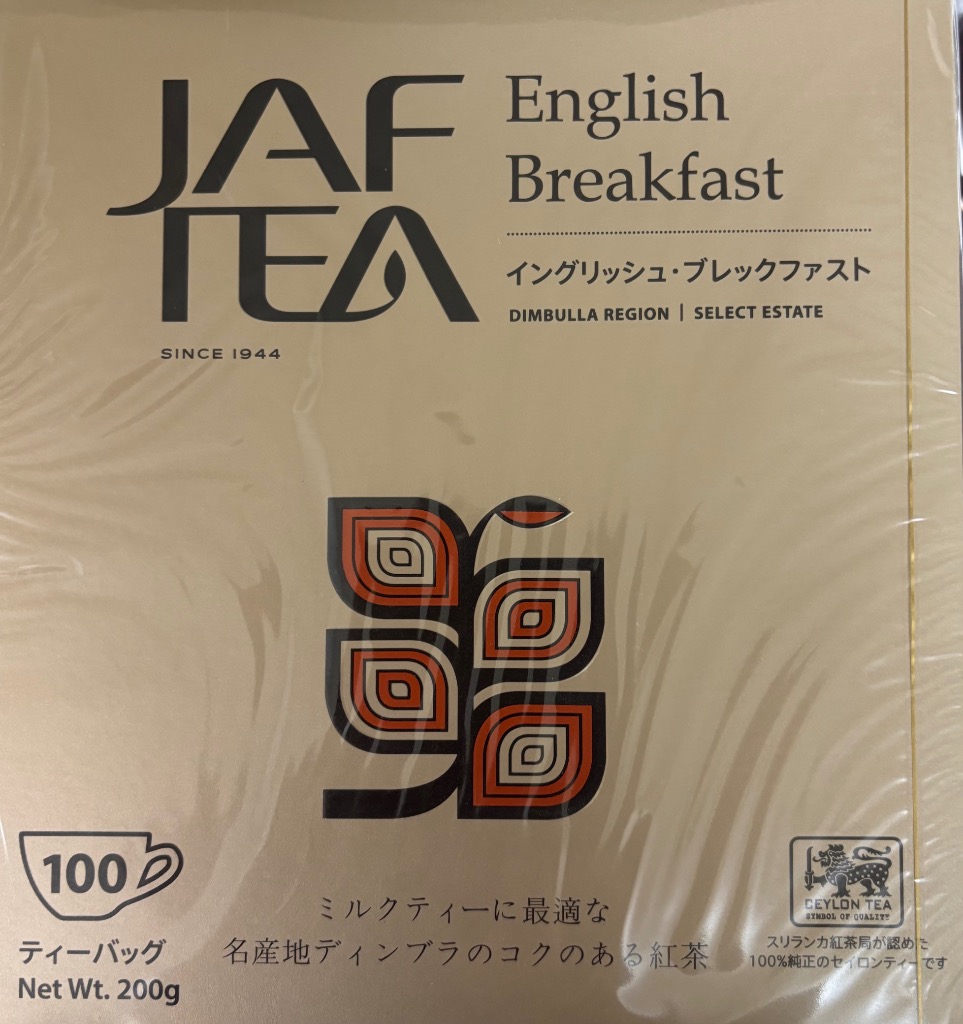 JAF
TEA
SINCE 1944
English
Breakfast
イングリッシュ・ブレックファスト
DIMBULLA REGION | SELECT ESTATE
100
ティーバッグ
Net Wt. 200g
ミルクティーに最適な
名産地ディンブラのコクのある紅茶
CEYLON TEA
SYMBOL OF QUALITY
スリランカ紅茶局が認めた
100%純正のセイロンティーです